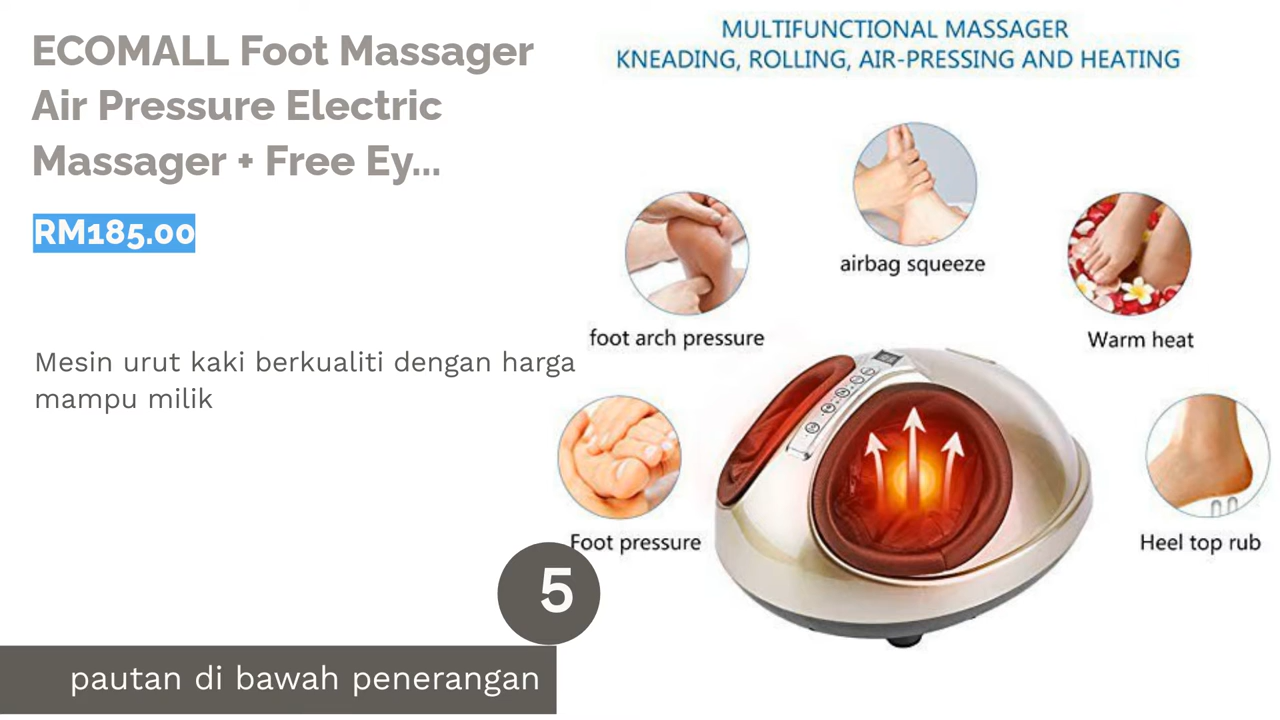 ECOMALL Foot Massager
Air Pressure Electric
Massager + Free Ey...
RM185.00
Mesin urut kaki berkualiti dengan harga
mampu milik
MULTIFUNCTIONAL MASSAGER
KNEADING, ROLLING, AIR-PRESSING AND HEATING
airbag squeeze
foot arch pressure
Warm heat
Foot pressure
Heel top rub
5
pautan di bawah penerangan